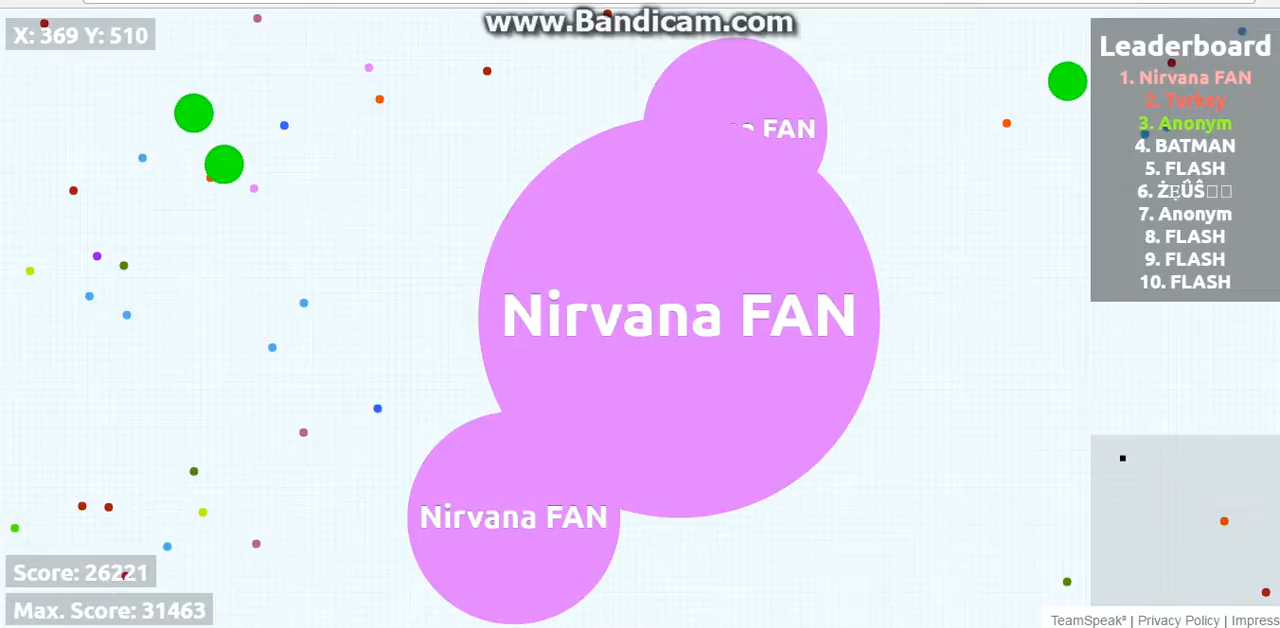 www.Bandicam.com
X: 369 Y: 510
Leaderboard
1. Nirvana FAN
2. Turkey
3. Anonym
4. BATMAN
5. FLASH
6. ŻĘÛŜ
7. Anonym
8. FLASH
9. FLASH
10. FLASH
FAN
Nirvana FAN
Nirvana FAN
Score: 26221
Max. Score: 31463
TeamSpeak³ | Privacy Policy | Impress